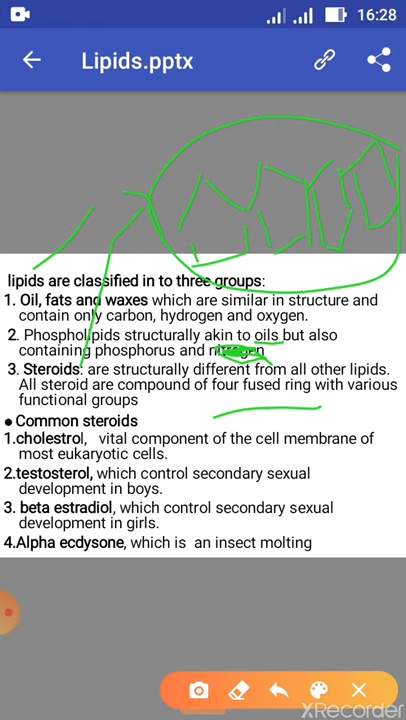 16:28
Lipids.pptx
lipids are classified in to three groups:
1. Oil, fats and waxes which are similar in structure and
contain only carbon, hydrogen and oxygen.
2. Phospholipids structurally akin to oils but also
containing phosphorus and nitrogen
3. Steroids. are structurally different from all other lipids.
All steroid are compound of four fused ring with various
functional groups
● Common steroids
1.cholestrol, vital component of the cell membrane of
most eukaryotic cells.
2.testosterol, which control secondary sexual
development in boys.
3. beta estradiol, which control secondary sexual
development in girls.
4.Alpha ecdysone, which is an insect molting
XRecorder